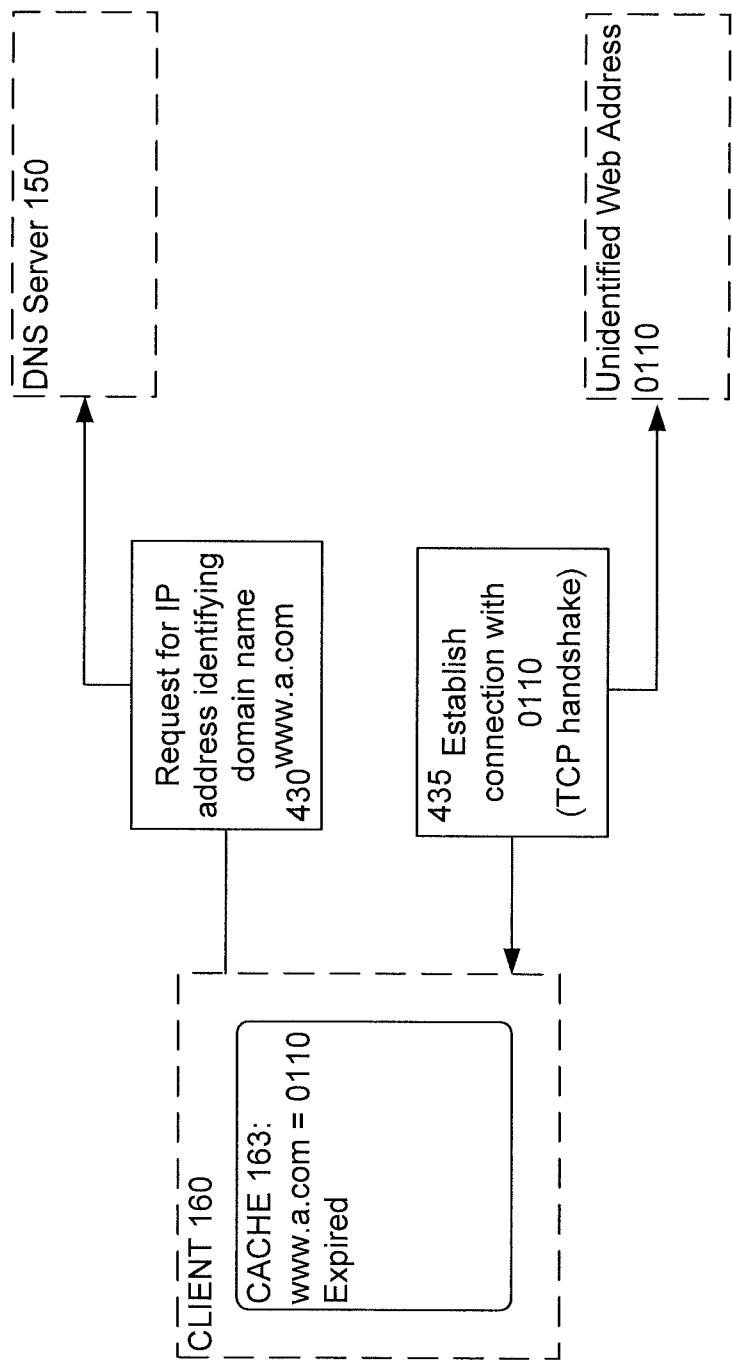 CLIENT 160
CACHE 163:
www.a.com = 0110
Expired
Request for IP
address identifying
domain name
430 www.a.com
435 Establish
connection with
0110
(TCP handshake)
DNS Server 150
Unidentified Web Address
0110